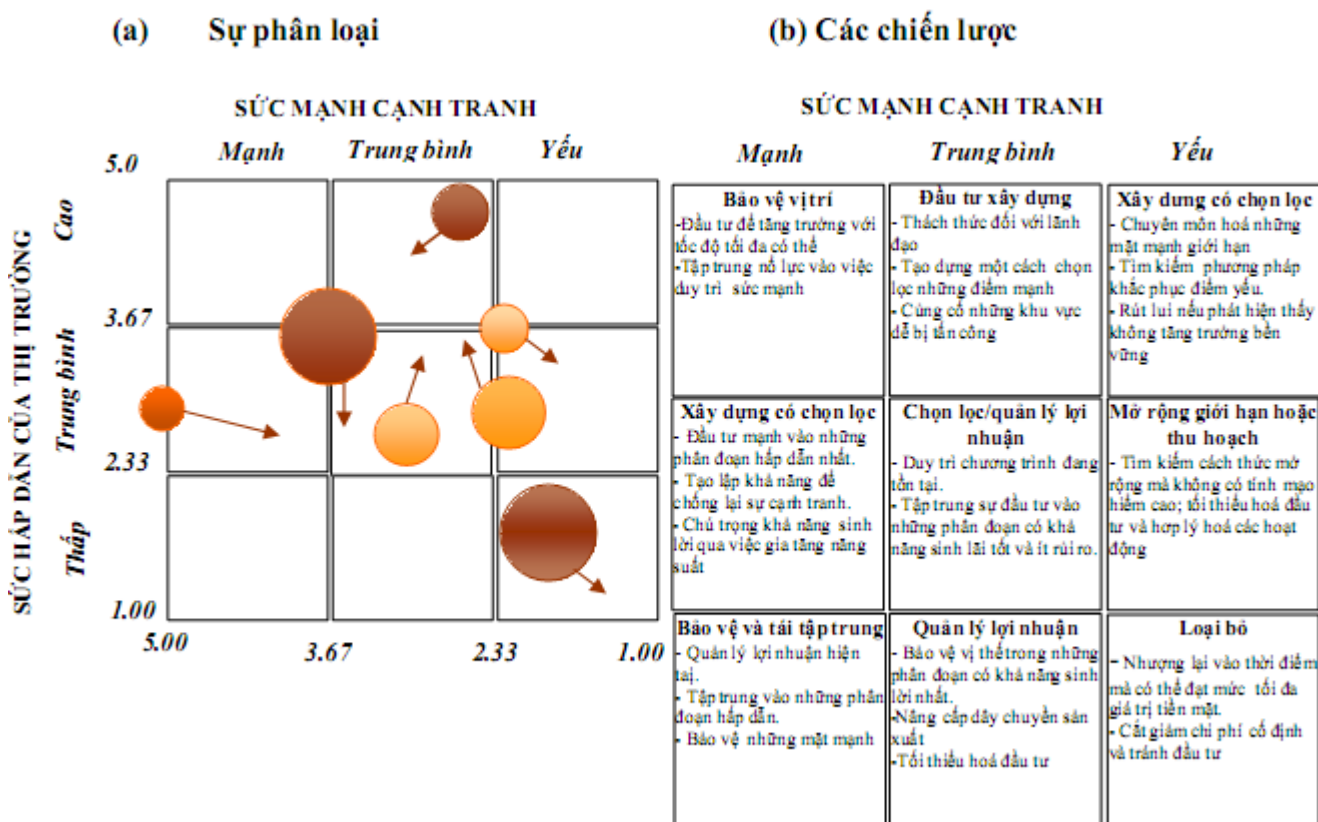 (a) Sự phân loại
(b) Các chiến lược
SỨC MẠNH CẠNH TRANH
Mạnh Trung bình Yếu
5.0
Cao
3.67
Trung bình
2.33
Thấp
1.00
5.00 3.67 2.33 1.00
SỨC HẤP DẪN CỦA THỊ TRƯỜNG
SỨC MẠNH CẠNH TRANH
Mạnh Trung bình Yếu
Bảo vệ vị trí
-Đầu tư để tăng trưởng với
tốc độ tối đa có thể
-Tập trung nổ lực vào việc
duy trì sức mạnh
Đầu tư xây dựng
- Thách thức đối với lãnh
đạo
- Tạo dựng một cách chọn
lọc những điểm mạnh
- Củng cố những khu vực
dễ bị tấn công
Xây dưng có chọn lọc
- Chuyên môn hoá những
mặt mạnh giới hạn
- Tìm kiếm phương pháp
khắc phục điểm yếu.
- Rút lui nếu phát hiện thấy
không tăng trưởng bền
vững
Xây dựng có chọn lọc
- Đầu tư mạnh vào những
phân đoạn hấp dẫn nhất.
- Tạo lập khả năng để
chống lại sự cạnh tranh.
- Chú trọng khả năng sinh
lời qua việc gia tăng năng
suất
Chọn lọc/quản lý lợi
nhuận
- Duy trì chương trình đang
tồn tại.
- Tập trung sự đầu tư vào
những phân đoạn có khả
năng sinh lãi tốt và ít rủi ro.
Mở rộng giới hạn hoặc
thu hoạch
- Tìm kiếm cách thức mở
rộng mà không có tính mạo
hiểm cao; tối thiểu hoá đầu
tư và hợp lý hoá các hoạt
động
Bảo vệ và tái tập trung
- Quản lý lợi nhuận hiện
tại.
- Tập trung vào những phân
đoạn hấp dẫn.
- Bảo vệ những mặt mạnh
Quản lý lợi nhuận
- Bảo vệ vị thếtrong những
phân đoạn có khả năng sinh
lời nhất.
-Nâng cấp dây chuyền sản
xuất
-Tối thiểu hoá đầu tư
Loại bỏ
- Nhượng lại vào thời điểm
mà có thể đạt mức tối đa
giá trị tiền mặt.
- Cắt giảm chi phí cố định
và tránh đầu tư